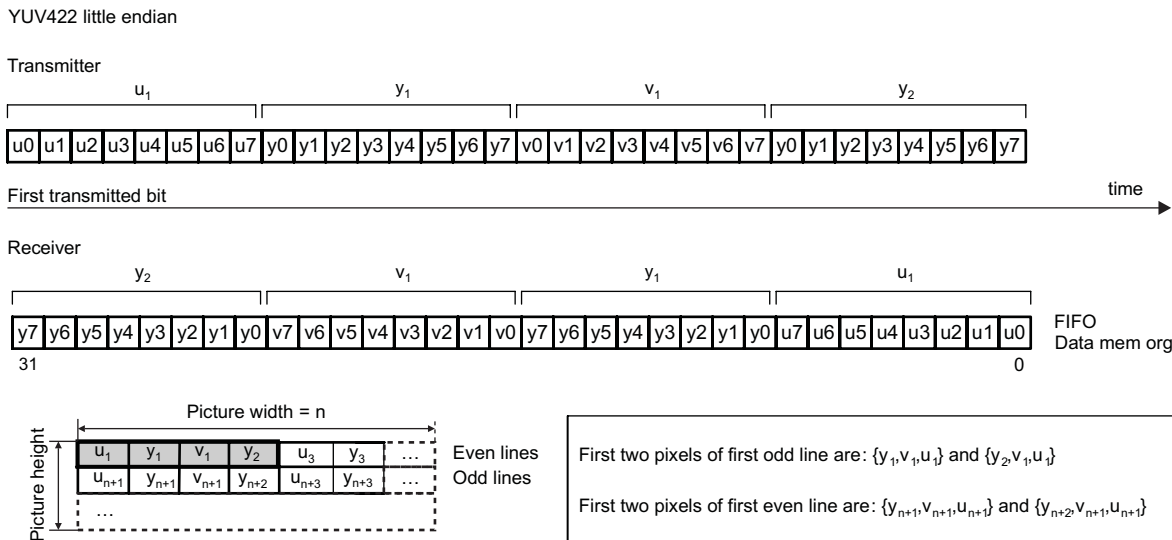 YUV422 little endian
Transmitter
u₁ y₁ v₁ y₂
u0 u1 u2 u3 u4 u5 u6 u7 y0 y1 y2 y3 y4 y5 y6 y7 v0 v1 v2 v3 v4 v5 v6 v7 y0 y1 y2 y3 y4 y5 y6 y7
First transmitted bit time
Receiver
y₂ v₁ y₁ u₁
y7 y6 y5 y4 y3 y2 y1 y0 v7 v6 v5 v4 v3 v2 v1 v0 y7 y6 y5 y4 y3 y2 y1 y0 u7 u6 u5 u4 u3 u2 u1 u0
FIFO
Data mem org
31 0
Picture width = n
Picture height
u₁ y₁ v₁ y₂ u₃ y₃ ... Even lines
uₙ₊₁ yₙ₊₁ vₙ₊₁ yₙ₊₂ uₙ₊₃ yₙ₊₃ ... Odd lines
...
First two pixels of first odd line are: {y₁,v₁,u₁} and {y₂,v₁,u₁}
First two pixels of first even line are: {yₙ₊₁,vₙ₊₁,uₙ₊₁} and {yₙ₊₂,vₙ₊₁,uₙ₊₁}